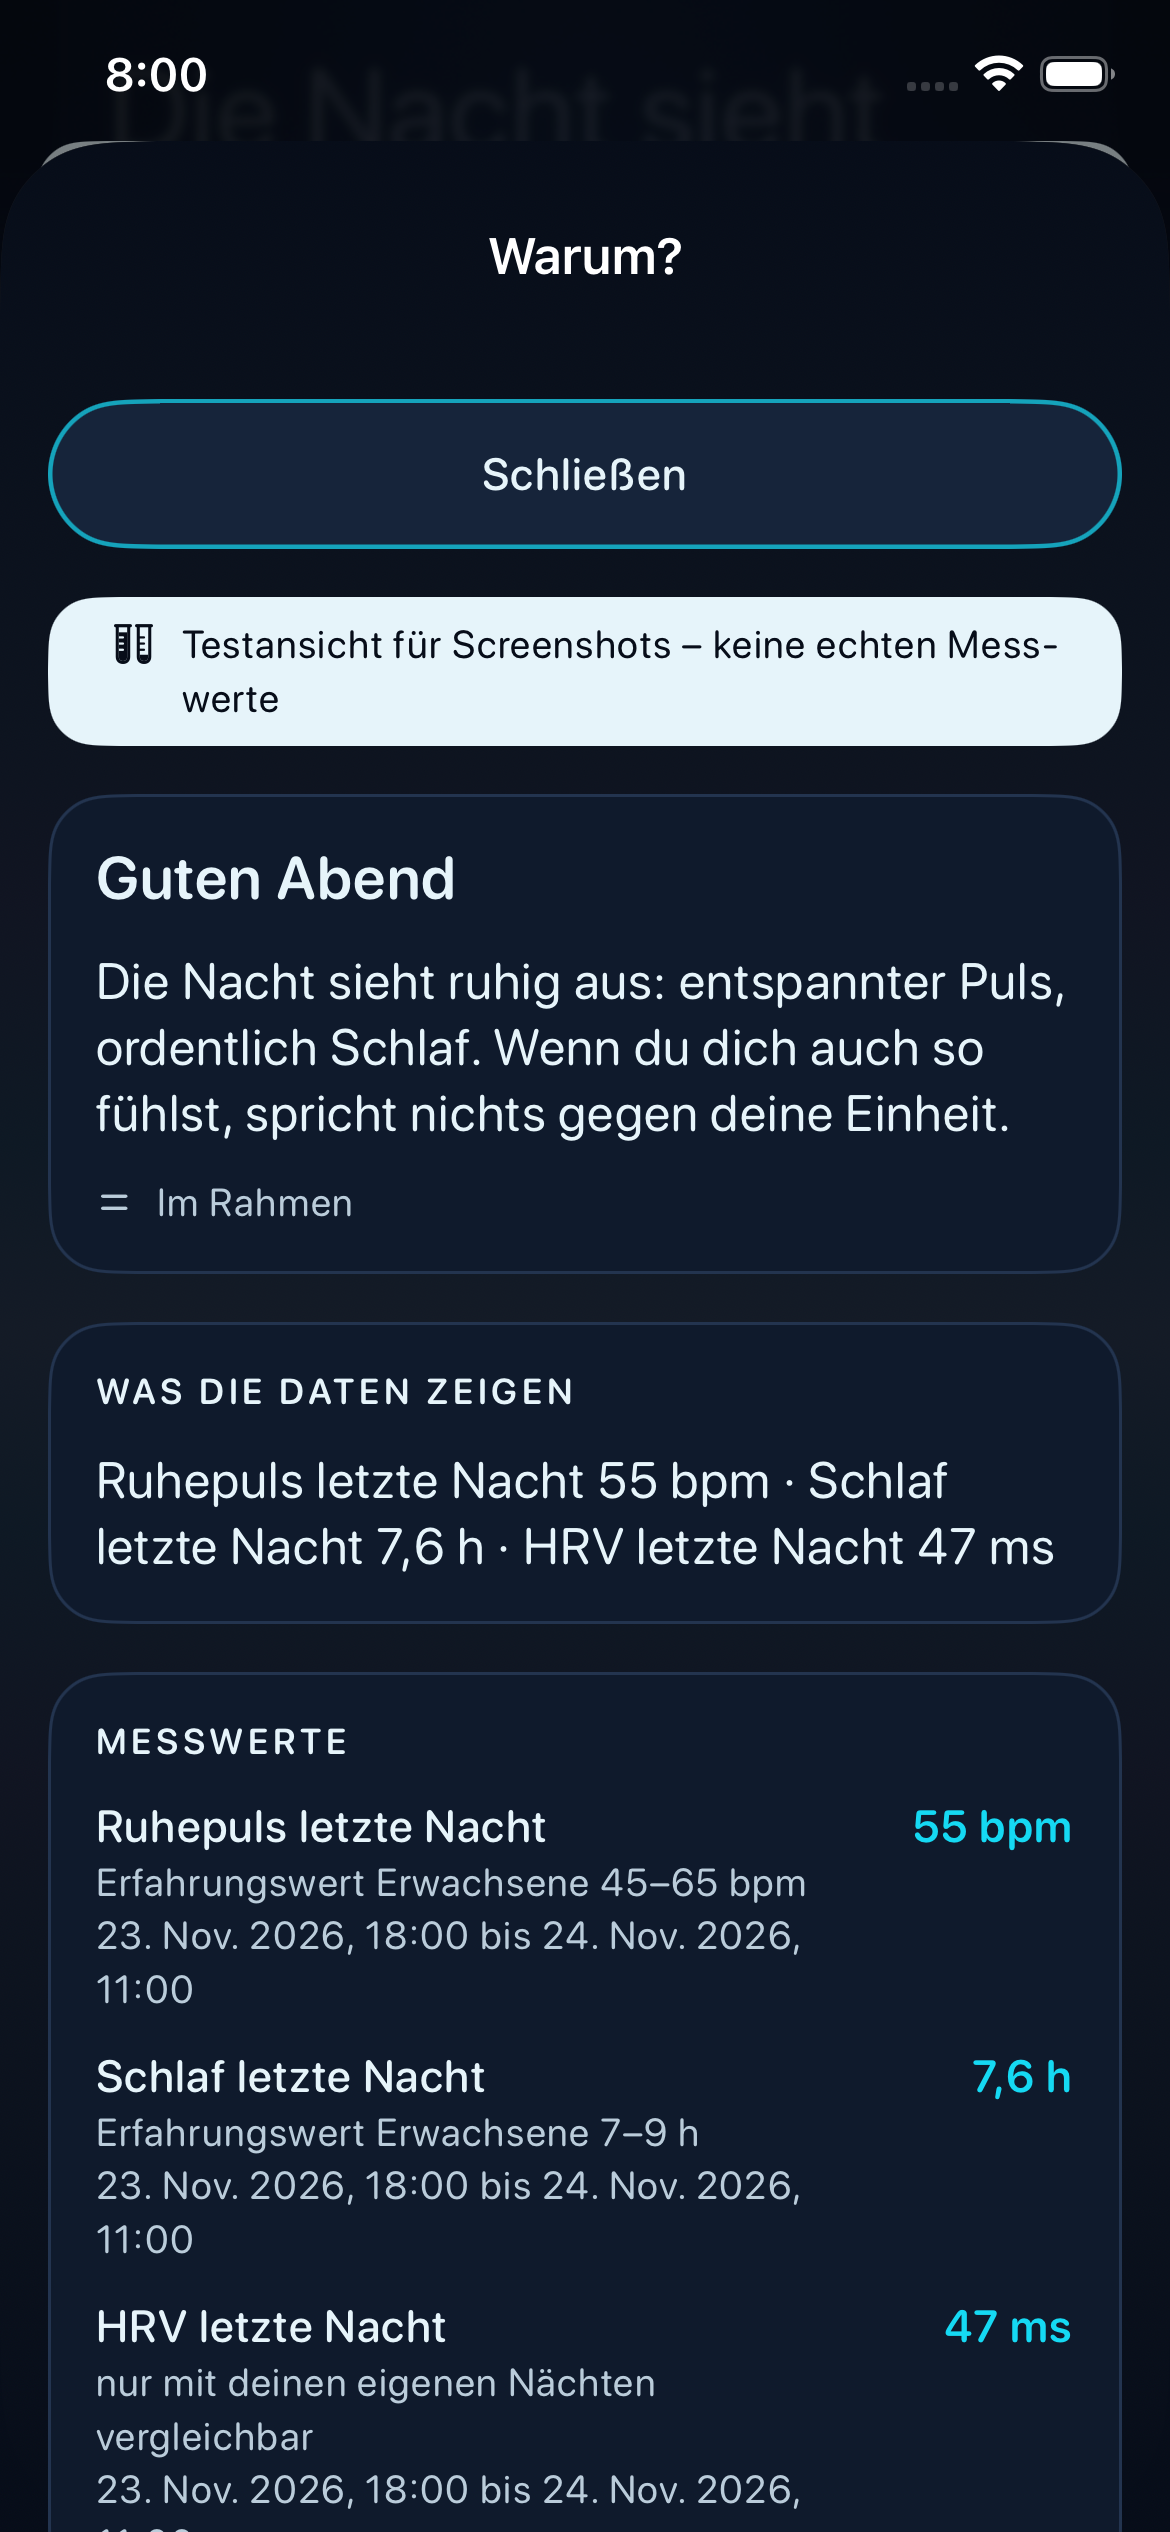 8:00
Die Nacht sieht
Warum?
Schließen
Testansicht für Screenshots – keine echten Mess-
werte
Guten Abend
Die Nacht sieht ruhig aus: entspannter Puls,
ordentlich Schlaf. Wenn du dich auch so
fühlst, spricht nichts gegen deine Einheit.
= Im Rahmen
WAS DIE DATEN ZEIGEN
Ruhepuls letzte Nacht 55 bpm · Schlaf
letzte Nacht 7,6 h · HRV letzte Nacht 47 ms
MESSWERTE
Ruhepuls letzte Nacht 55 bpm
Erfahrungswert Erwachsene 45–65 bpm
23. Nov. 2026, 18:00 bis 24. Nov. 2026,
11:00
Schlaf letzte Nacht 7,6 h
Erfahrungswert Erwachsene 7–9 h
23. Nov. 2026, 18:00 bis 24. Nov. 2026,
11:00
HRV letzte Nacht 47 ms
nur mit deinen eigenen Nächten
vergleichbar
23. Nov. 2026, 18:00 bis 24. Nov. 2026,